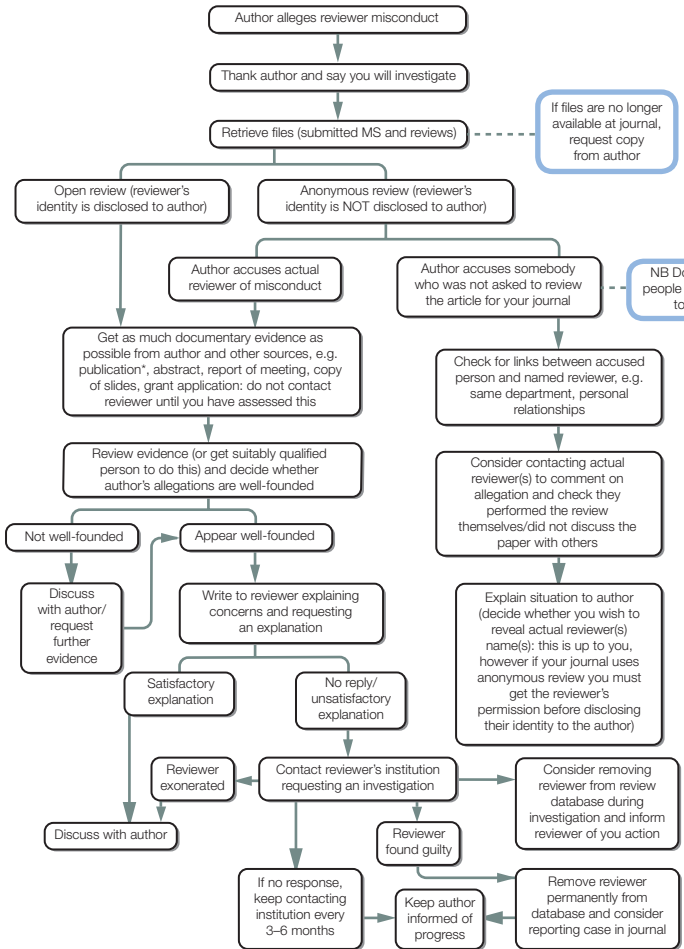 Author alleges reviewer misconduct
Thank author and say you will investigate
Retrieve files (submitted MS and reviews)
If files are no longer
available at journal,
request copy
from author
Open review (reviewer's
identity is disclosed to author)
Anonymous review (reviewer's
identity is NOT disclosed to author)
Author accuses actual
reviewer of misconduct
Author accuses somebody
who was not asked to review
the article for your journal
NB Do
people
to
Get as much documentary evidence as
possible from author and other sources, e.g.
publication*, abstract, report of meeting, copy
of slides, grant application: do not contact
reviewer until you have assessed this
Check for links between accused
person and named reviewer, e.g.
same department, personal
relationships
Review evidence (or get suitably qualified
person to do this) and decide whether
author's allegations are well-founded
Consider contacting actual
reviewer(s) to comment on
allegation and check they
performed the review
themselves/did not discuss the
paper with others
Not well-founded
Appear well-founded
Discuss
with author/
request
further
evidence
Write to reviewer explaining
concerns and requesting
an explanation
Explain situation to author
(decide whether you wish to
reveal actual reviewer(s)
name(s): this is up to you,
however if your journal uses
anonymous review you must
get the reviewer's
permission before disclosing
their identity to the author)
Satisfactory
explanation
No reply/
unsatisfactory
explanation
Reviewer
exonerated
Contact reviewer's institution
requesting an investigation
Consider removing
reviewer from review
database during
investigation and inform
reviewer of you action
Discuss with author
Reviewer
found guilty
If no response,
keep contacting
institution every
3–6 months
Keep author
informed of
progress
Remove reviewer
permanently from
database and consider
reporting case in journal